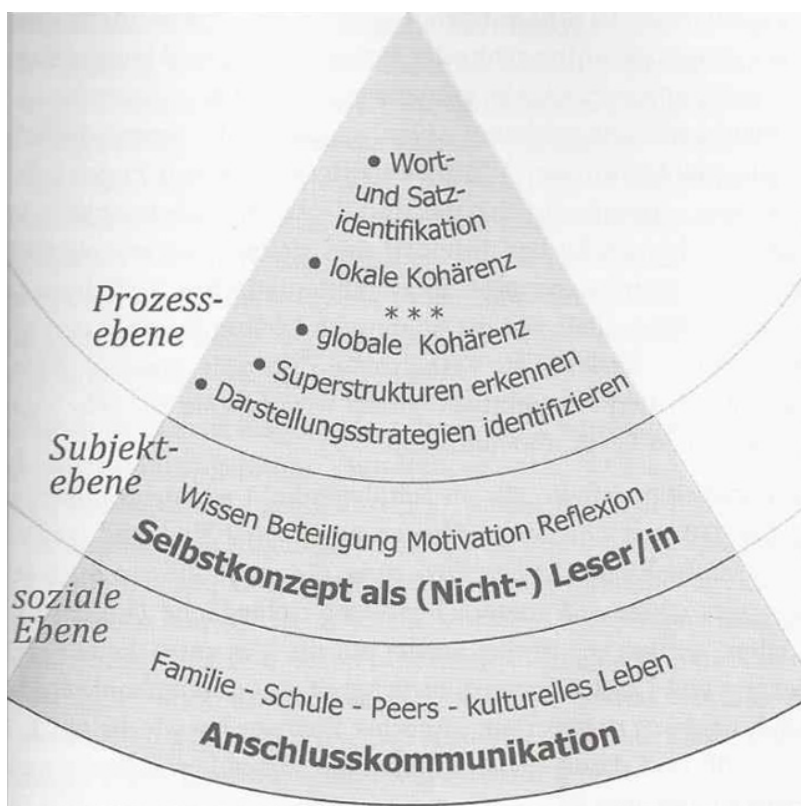 • Wort-
und Satz-
identifikation
• lokale Kohärenz
* * *
• globale Kohärenz
• Superstrukturen erkennen
• Darstellungsstrategien identifizieren
Prozess-
ebene
Wissen Beteiligung Motivation Reflexion
Selbstkonzept als (Nicht-) Leser/in
Subjekt-
ebene
Familie - Schule - Peers - kulturelles Leben
Anschlusskommunikation
soziale
Ebene